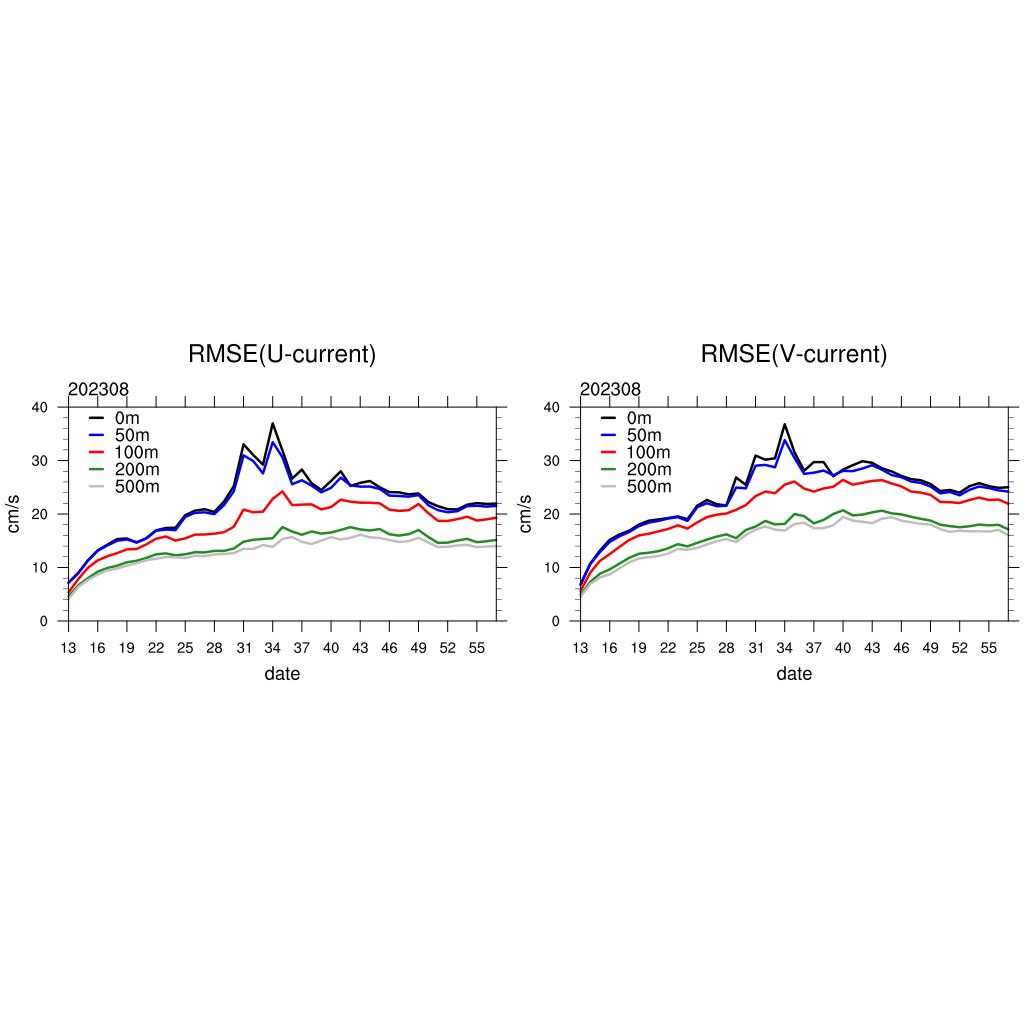 RMSE(U-current)
202308
40
30
20
10
0
cm/s
0m
50m
100m
200m
500m
13 16 19 22 25 28 31 34 37 40 43 46 49 52 55
date
RMSE(V-current)
202308
40
30
20
10
0
cm/s
0m
50m
100m
200m
500m
13 16 19 22 25 28 31 34 37 40 43 46 49 52 55
date